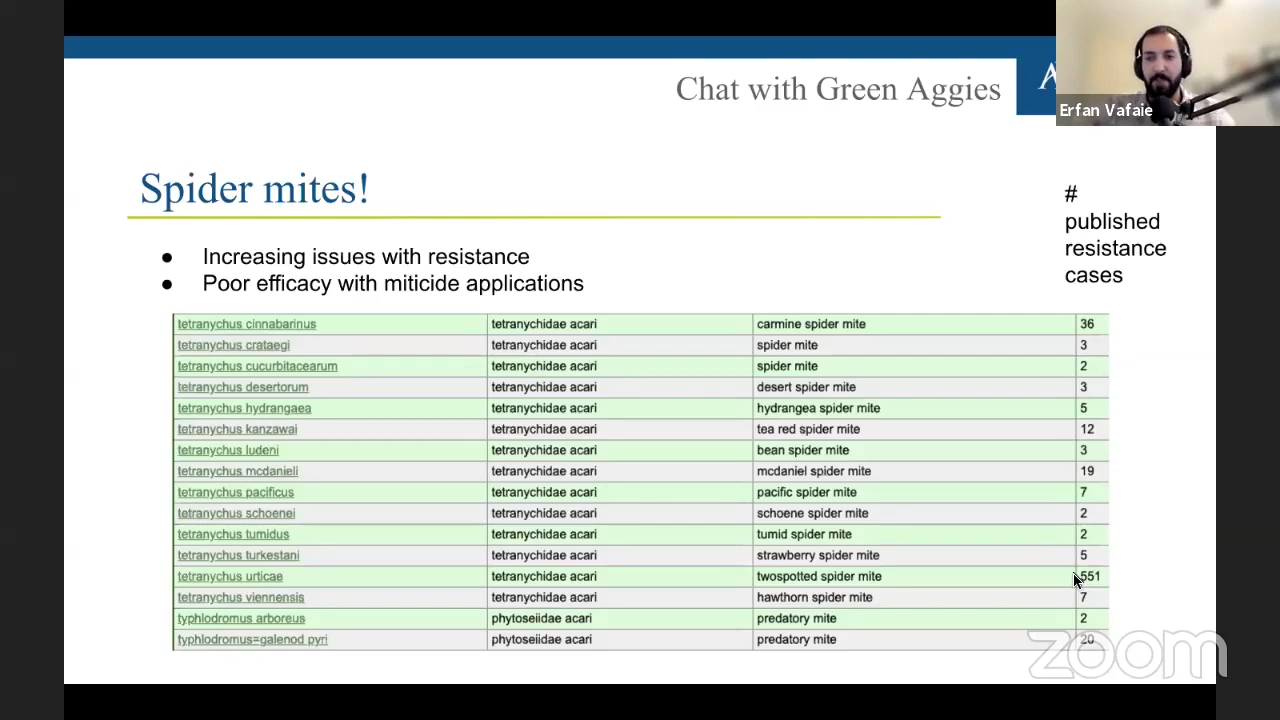 Chat with Green Aggies
A
Erfan Vafaie
Spider mites!
#
published
resistance
cases
● Increasing issues with resistance
● Poor efficacy with miticide applications
tetranychus cinnabarinus tetranychidae acari carmine spider mite 36
tetranychus crataegi tetranychidae acari spider mite 3
tetranychus cucurbitacearum tetranychidae acari spider mite 2
tetranychus desertorum tetranychidae acari desert spider mite 3
tetranychus hydrangaea tetranychidae acari hydrangea spider mite 5
tetranychus kanzawai tetranychidae acari tea red spider mite 12
tetranychus ludeni tetranychidae acari bean spider mite 3
tetranychus mcdanieli tetranychidae acari mcdaniel spider mite 19
tetranychus pacificus tetranychidae acari pacific spider mite 7
tetranychus schoenei tetranychidae acari schoene spider mite 2
tetranychus tumidus tetranychidae acari tumid spider mite 2
tetranychus turkestani tetranychidae acari strawberry spider mite 5
tetranychus urticae tetranychidae acari twospotted spider mite 551
tetranychus viennensis tetranychidae acari hawthorn spider mite 7
typhlodromus arboreus phytoseiidae acari predatory mite 2
typhlodromus=galenod pyri phytoseiidae acari predatory mite 20
zoom